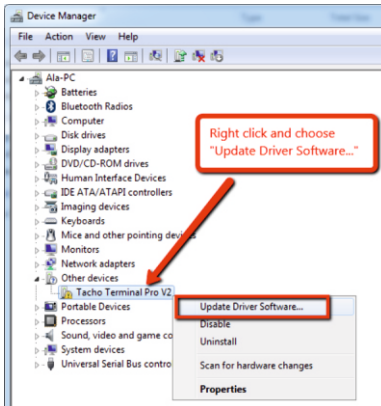 Device Manager
File Action View Help
Ala-PC
Batteries
Bluetooth Radios
Computer
Disk drives
Display adapters
DVD/CD-ROM drives
Human Interface Devices
IDE ATA/ATAPI controllers
Imaging devices
Keyboards
Mice and other pointing devices
Monitors
Network adapters
Other devices
Tacho Terminal Pro V2
Portable Devices
Processors
Sound, video and game co
System devices
Universal Serial Bus contro
Right click and choose
"Update Driver Software..."
Update Driver Software...
Disable
Uninstall
Scan for hardware changes
Properties